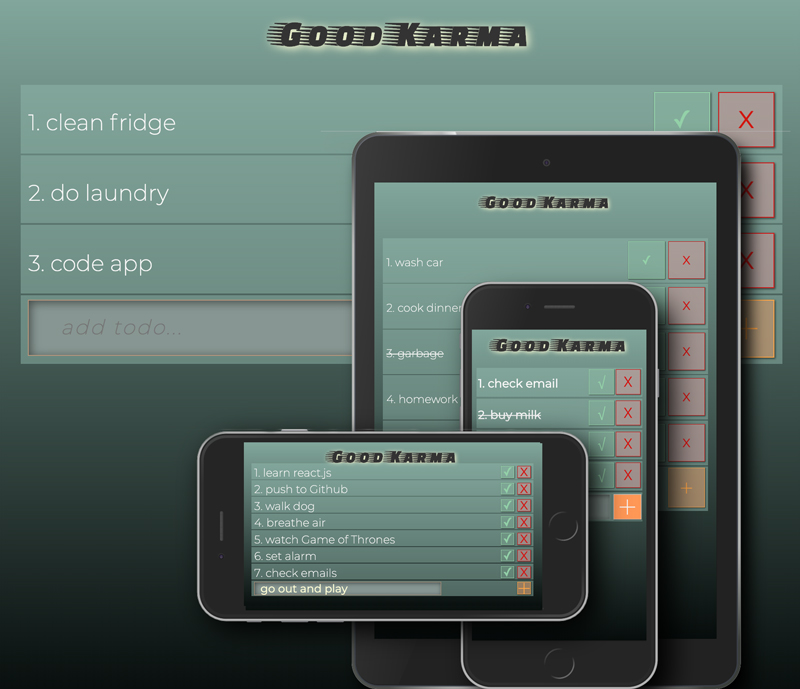 Good Karma
1. clean fridge
√ X
2. do laundry
X
3. code app
X
add todo...
+
Good Karma
1. wash car
√ X
2. cook dinner
X
3. garbage
X
4. homework
X
X
+
Good Karma
1. check email
√ X
2. buy milk
√ X
√ X
√ X
+
Good Karma
1. learn react.js
√ X
2. push to Github
√ X
3. walk dog
√ X
4. breathe air
√ X
5. watch Game of Thrones
√ X
6. set alarm
√ X
7. check emails
√ X
go out and play
+